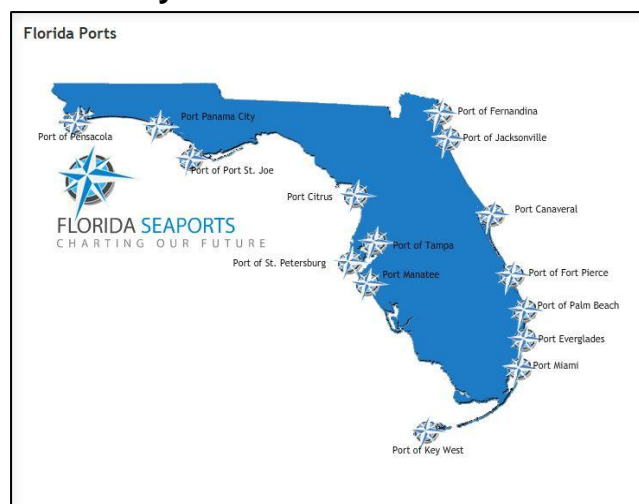 Florida Ports
Port of Fernandina
Port Panama City
Port of Pensacola
Port of Jacksonville
Port of Port St. Joe
Port Citrus
Port Canaveral
FLORIDA SEAPORTS
CHARTING OUR FUTURE
Port of Tampa
Port of St. Petersburg
Port Manatee
Port of Fort Pierce
Port of Palm Beach
Port Everglades
Port Miami
Port of Key West